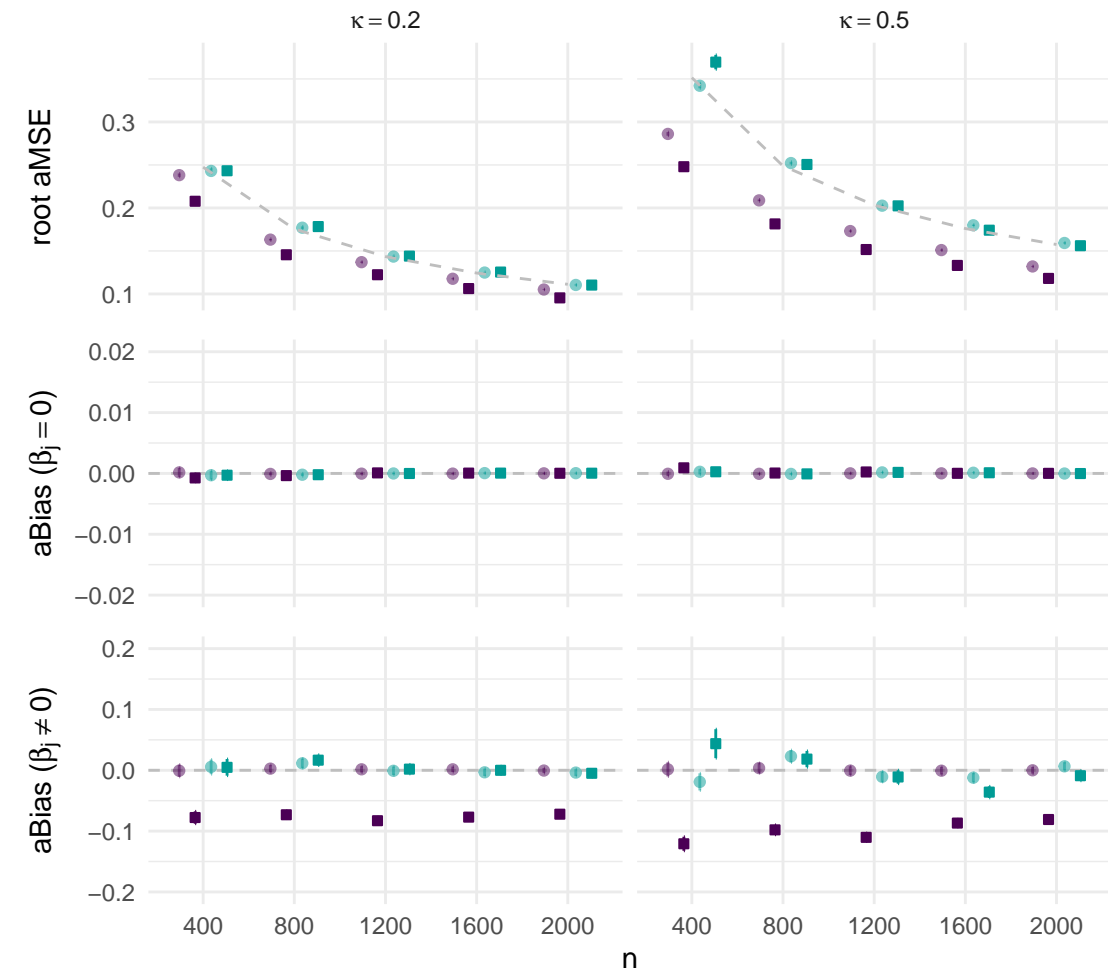 κ = 0.2
κ = 0.5
root aMSE
0.3
0.2
0.1
aBias (βj = 0)
0.02
0.01
0.00
−0.01
−0.02
aBias (βj ≠ 0)
0.2
0.1
0.0
−0.1
−0.2
400 800 1200 1600 2000
400 800 1200 1600 2000
n